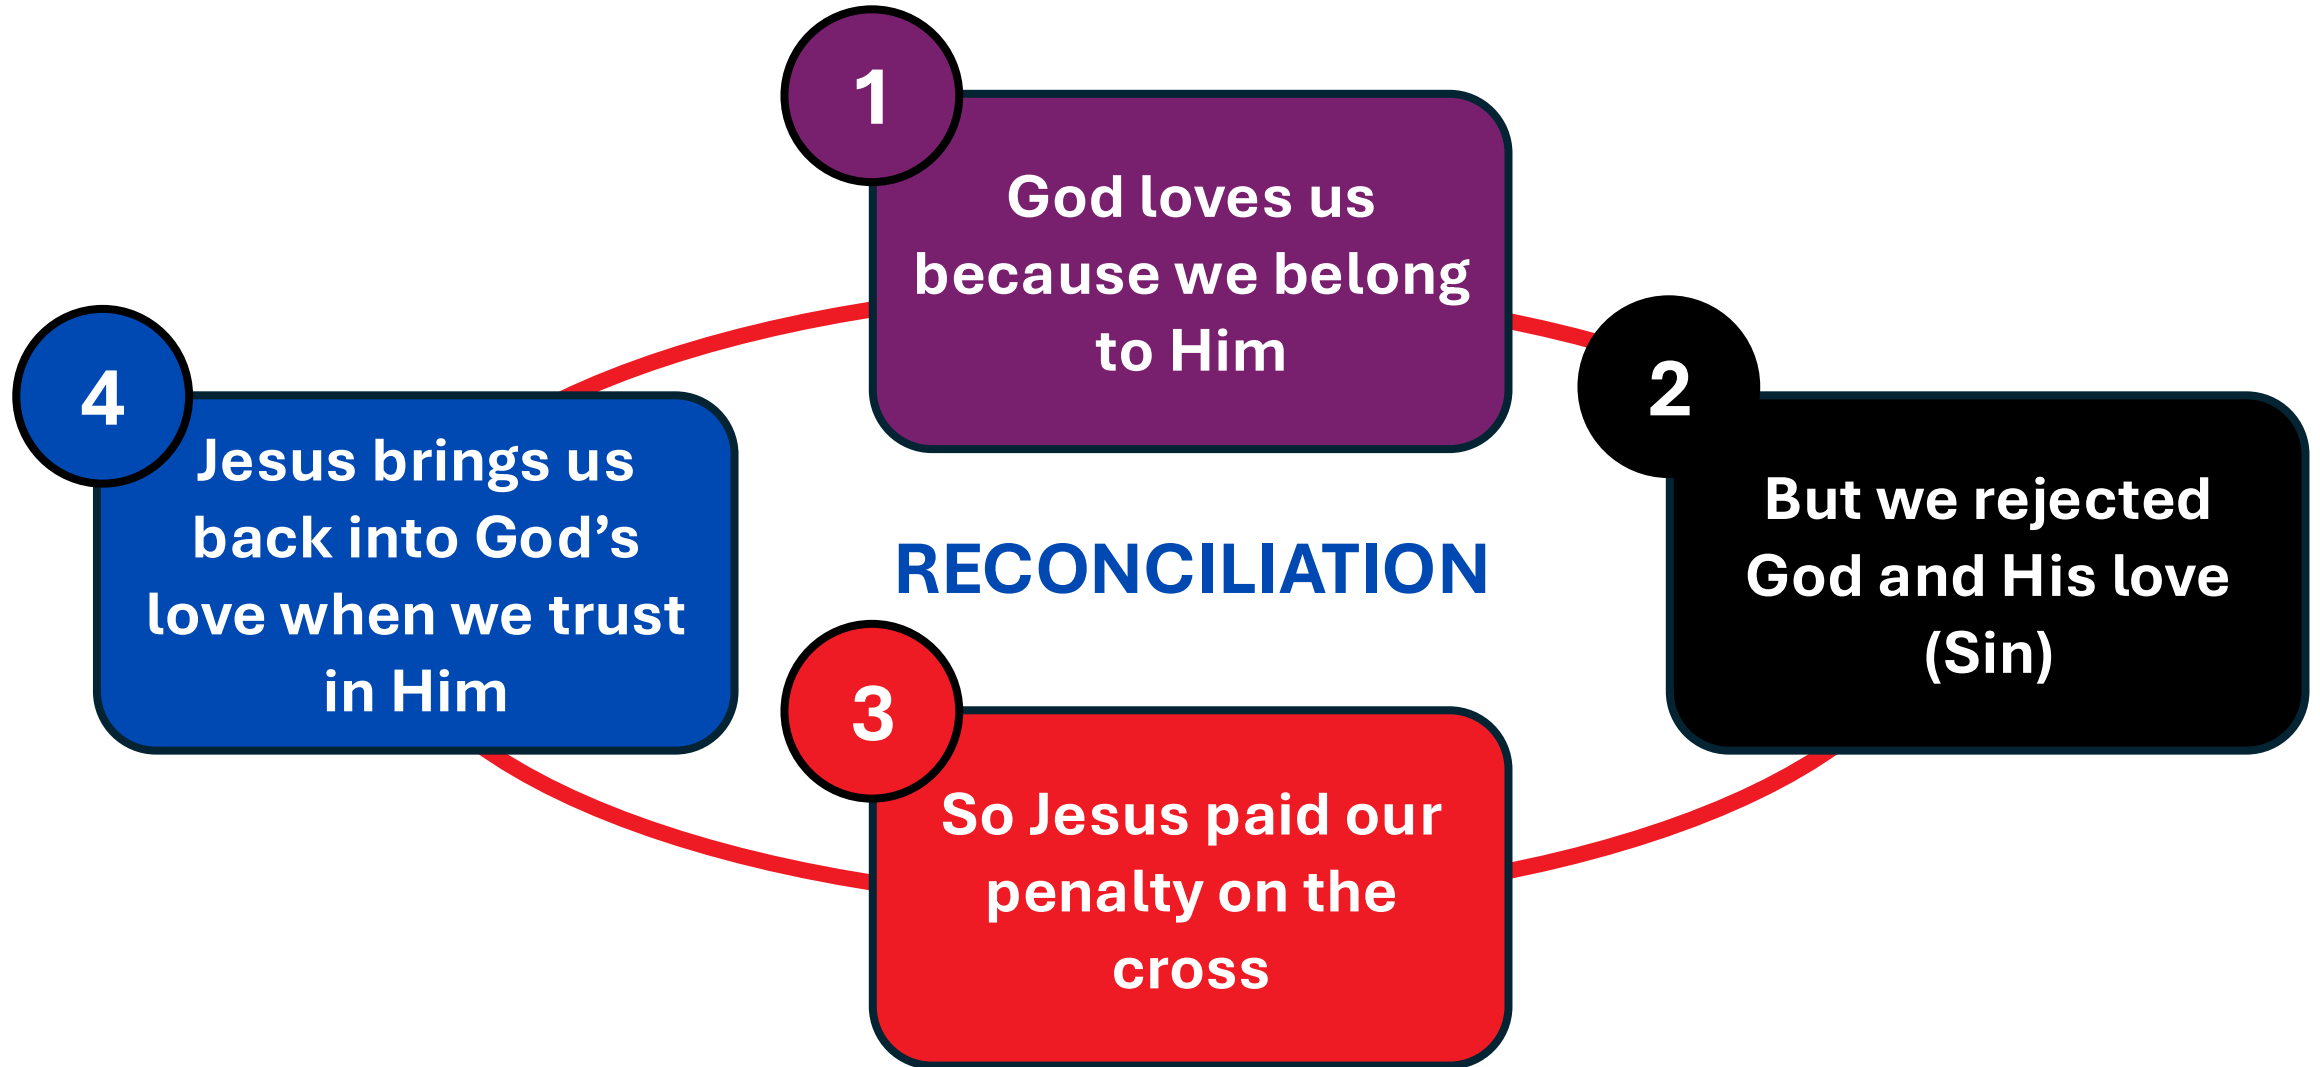 1
God loves us
because we belong
to Him
2
But we rejected
God and His love
(Sin)
RECONCILIATION
3
So Jesus paid our
penalty on the
cross
4
Jesus brings us
back into God’s
love when we trust
in Him